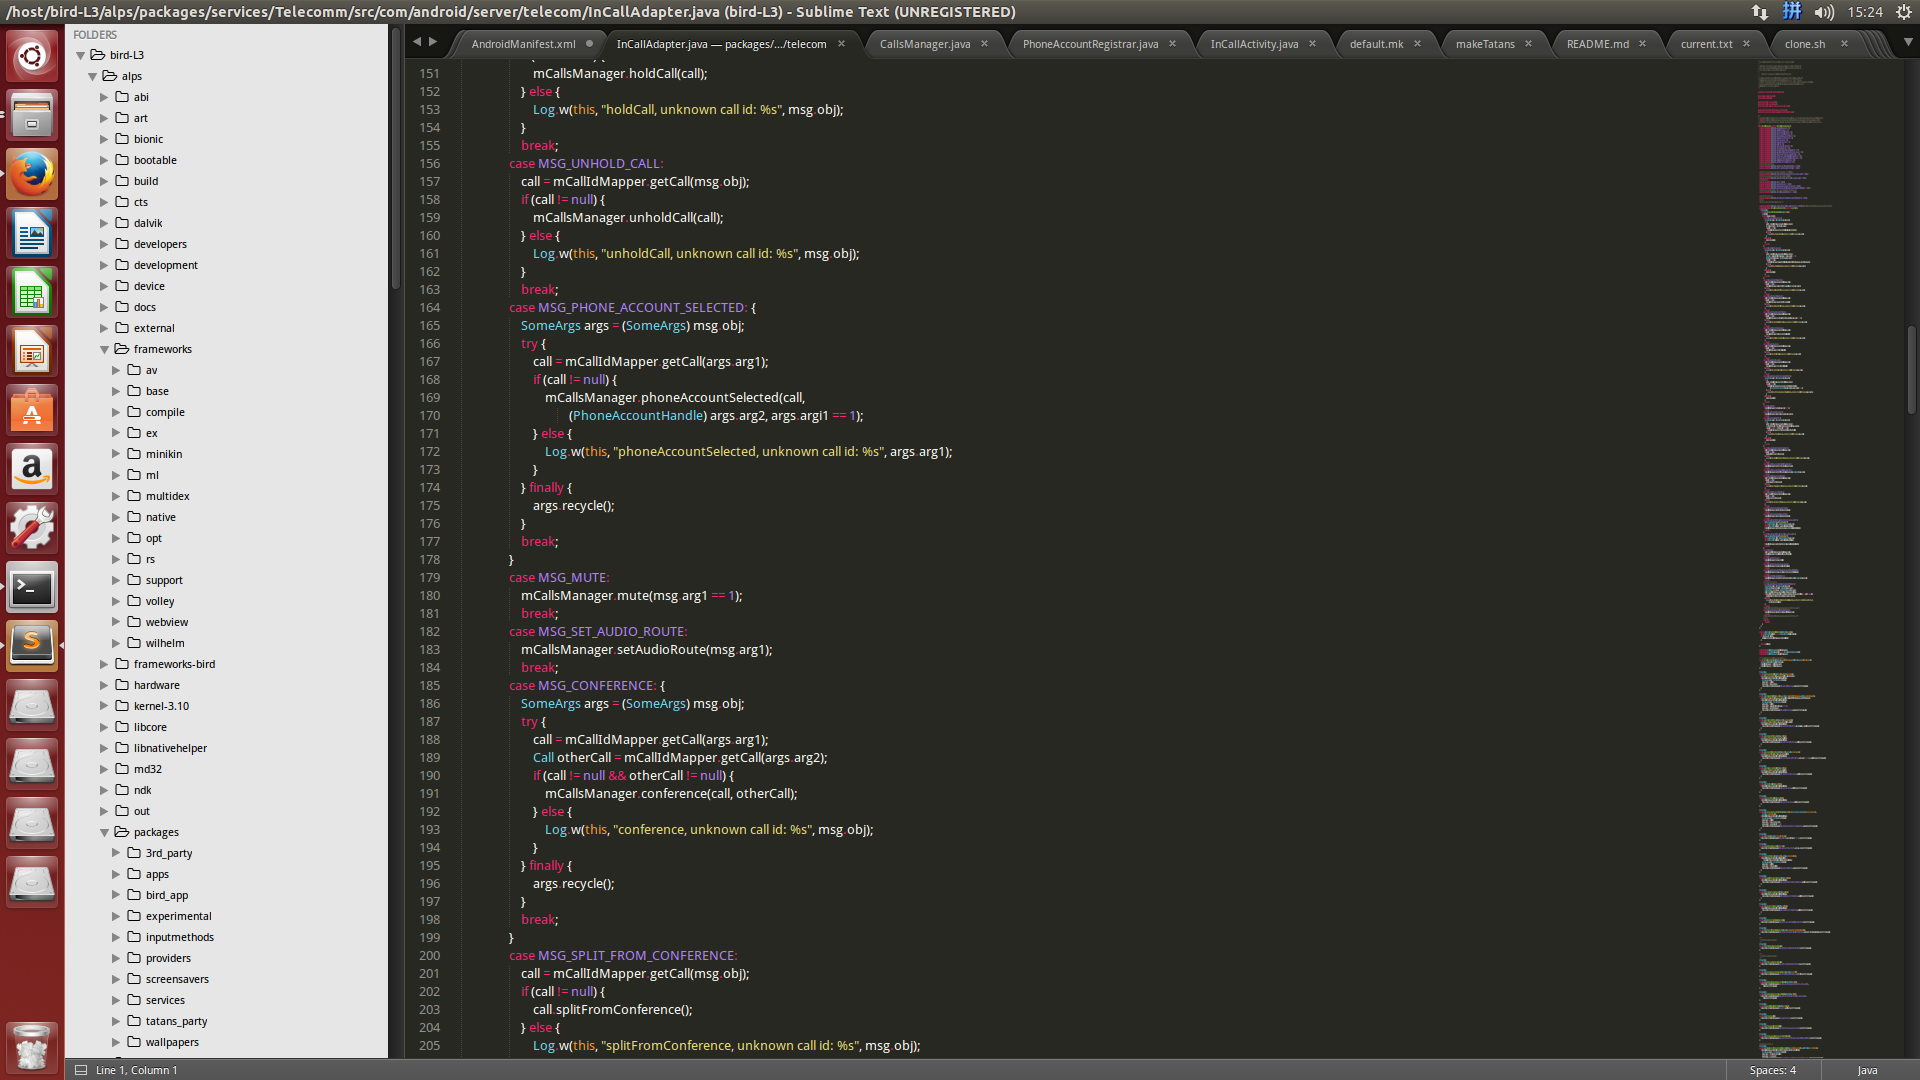 /host/bird-L3/alps/packages/services/Telecomm/src/com/android/server/telecom/InCallAdapter.java (bird-L3) - Sublime Text (UNREGISTERED)
拼
15:24
FOLDERS
bird-L3
alps
abi
art
bionic
bootable
build
cts
dalvik
developers
development
device
docs
external
frameworks
av
base
compile
ex
minikin
ml
multidex
native
opt
rs
support
volley
webview
wilhelm
frameworks-bird
hardware
kernel-3.10
libcore
libnativehelper
md32
ndk
out
packages
3rd_party
apps
bird_app
experimental
inputmethods
providers
screensavers
services
tatans_party
wallpapers
AndroidManifest.xml
InCallAdapter.java — packages/.../telecom
CallsManager.java
PhoneAccountRegistrar.java
InCallActivity.java
default.mk
makeTatans
README.md
current.txt
clone.sh
151 mCallsManager.holdCall(call);
152 } else {
153 Log.w(this, "holdCall, unknown call id: %s", msg.obj);
154 }
155 break;
156 case MSG_UNHOLD_CALL:
157 call = mCallIdMapper.getCall(msg.obj);
158 if (call != null) {
159 mCallsManager.unholdCall(call);
160 } else {
161 Log.w(this, "unholdCall, unknown call id: %s", msg.obj);
162 }
163 break;
164 case MSG_PHONE_ACCOUNT_SELECTED: {
165 SomeArgs args = (SomeArgs) msg.obj;
166 try {
167 call = mCallIdMapper.getCall(args.arg1);
168 if (call != null) {
169 mCallsManager.phoneAccountSelected(call,
170 (PhoneAccountHandle) args.arg2, args.argi1 == 1);
171 } else {
172 Log.w(this, "phoneAccountSelected, unknown call id: %s", args.arg1);
173 }
174 } finally {
175 args.recycle();
176 }
177 break;
178 }
179 case MSG_MUTE:
180 mCallsManager.mute(msg.arg1 == 1);
181 break;
182 case MSG_SET_AUDIO_ROUTE:
183 mCallsManager.setAudioRoute(msg.arg1);
184 break;
185 case MSG_CONFERENCE: {
186 SomeArgs args = (SomeArgs) msg.obj;
187 try {
188 call = mCallIdMapper.getCall(args.arg1);
189 Call otherCall = mCallIdMapper.getCall(args.arg2);
190 if (call != null && otherCall != null) {
191 mCallsManager.conference(call, otherCall);
192 } else {
193 Log.w(this, "conference, unknown call id: %s", msg.obj);
194 }
195 } finally {
196 args.recycle();
197 }
198 break;
199 }
200 case MSG_SPLIT_FROM_CONFERENCE:
201 call = mCallIdMapper.getCall(msg.obj);
202 if (call != null) {
203 call.splitFromConference();
204 } else {
205 Log.w(this, "splitFromConference, unknown call id: %s", msg.obj);
Line 1, Column 1
Spaces: 4
Java